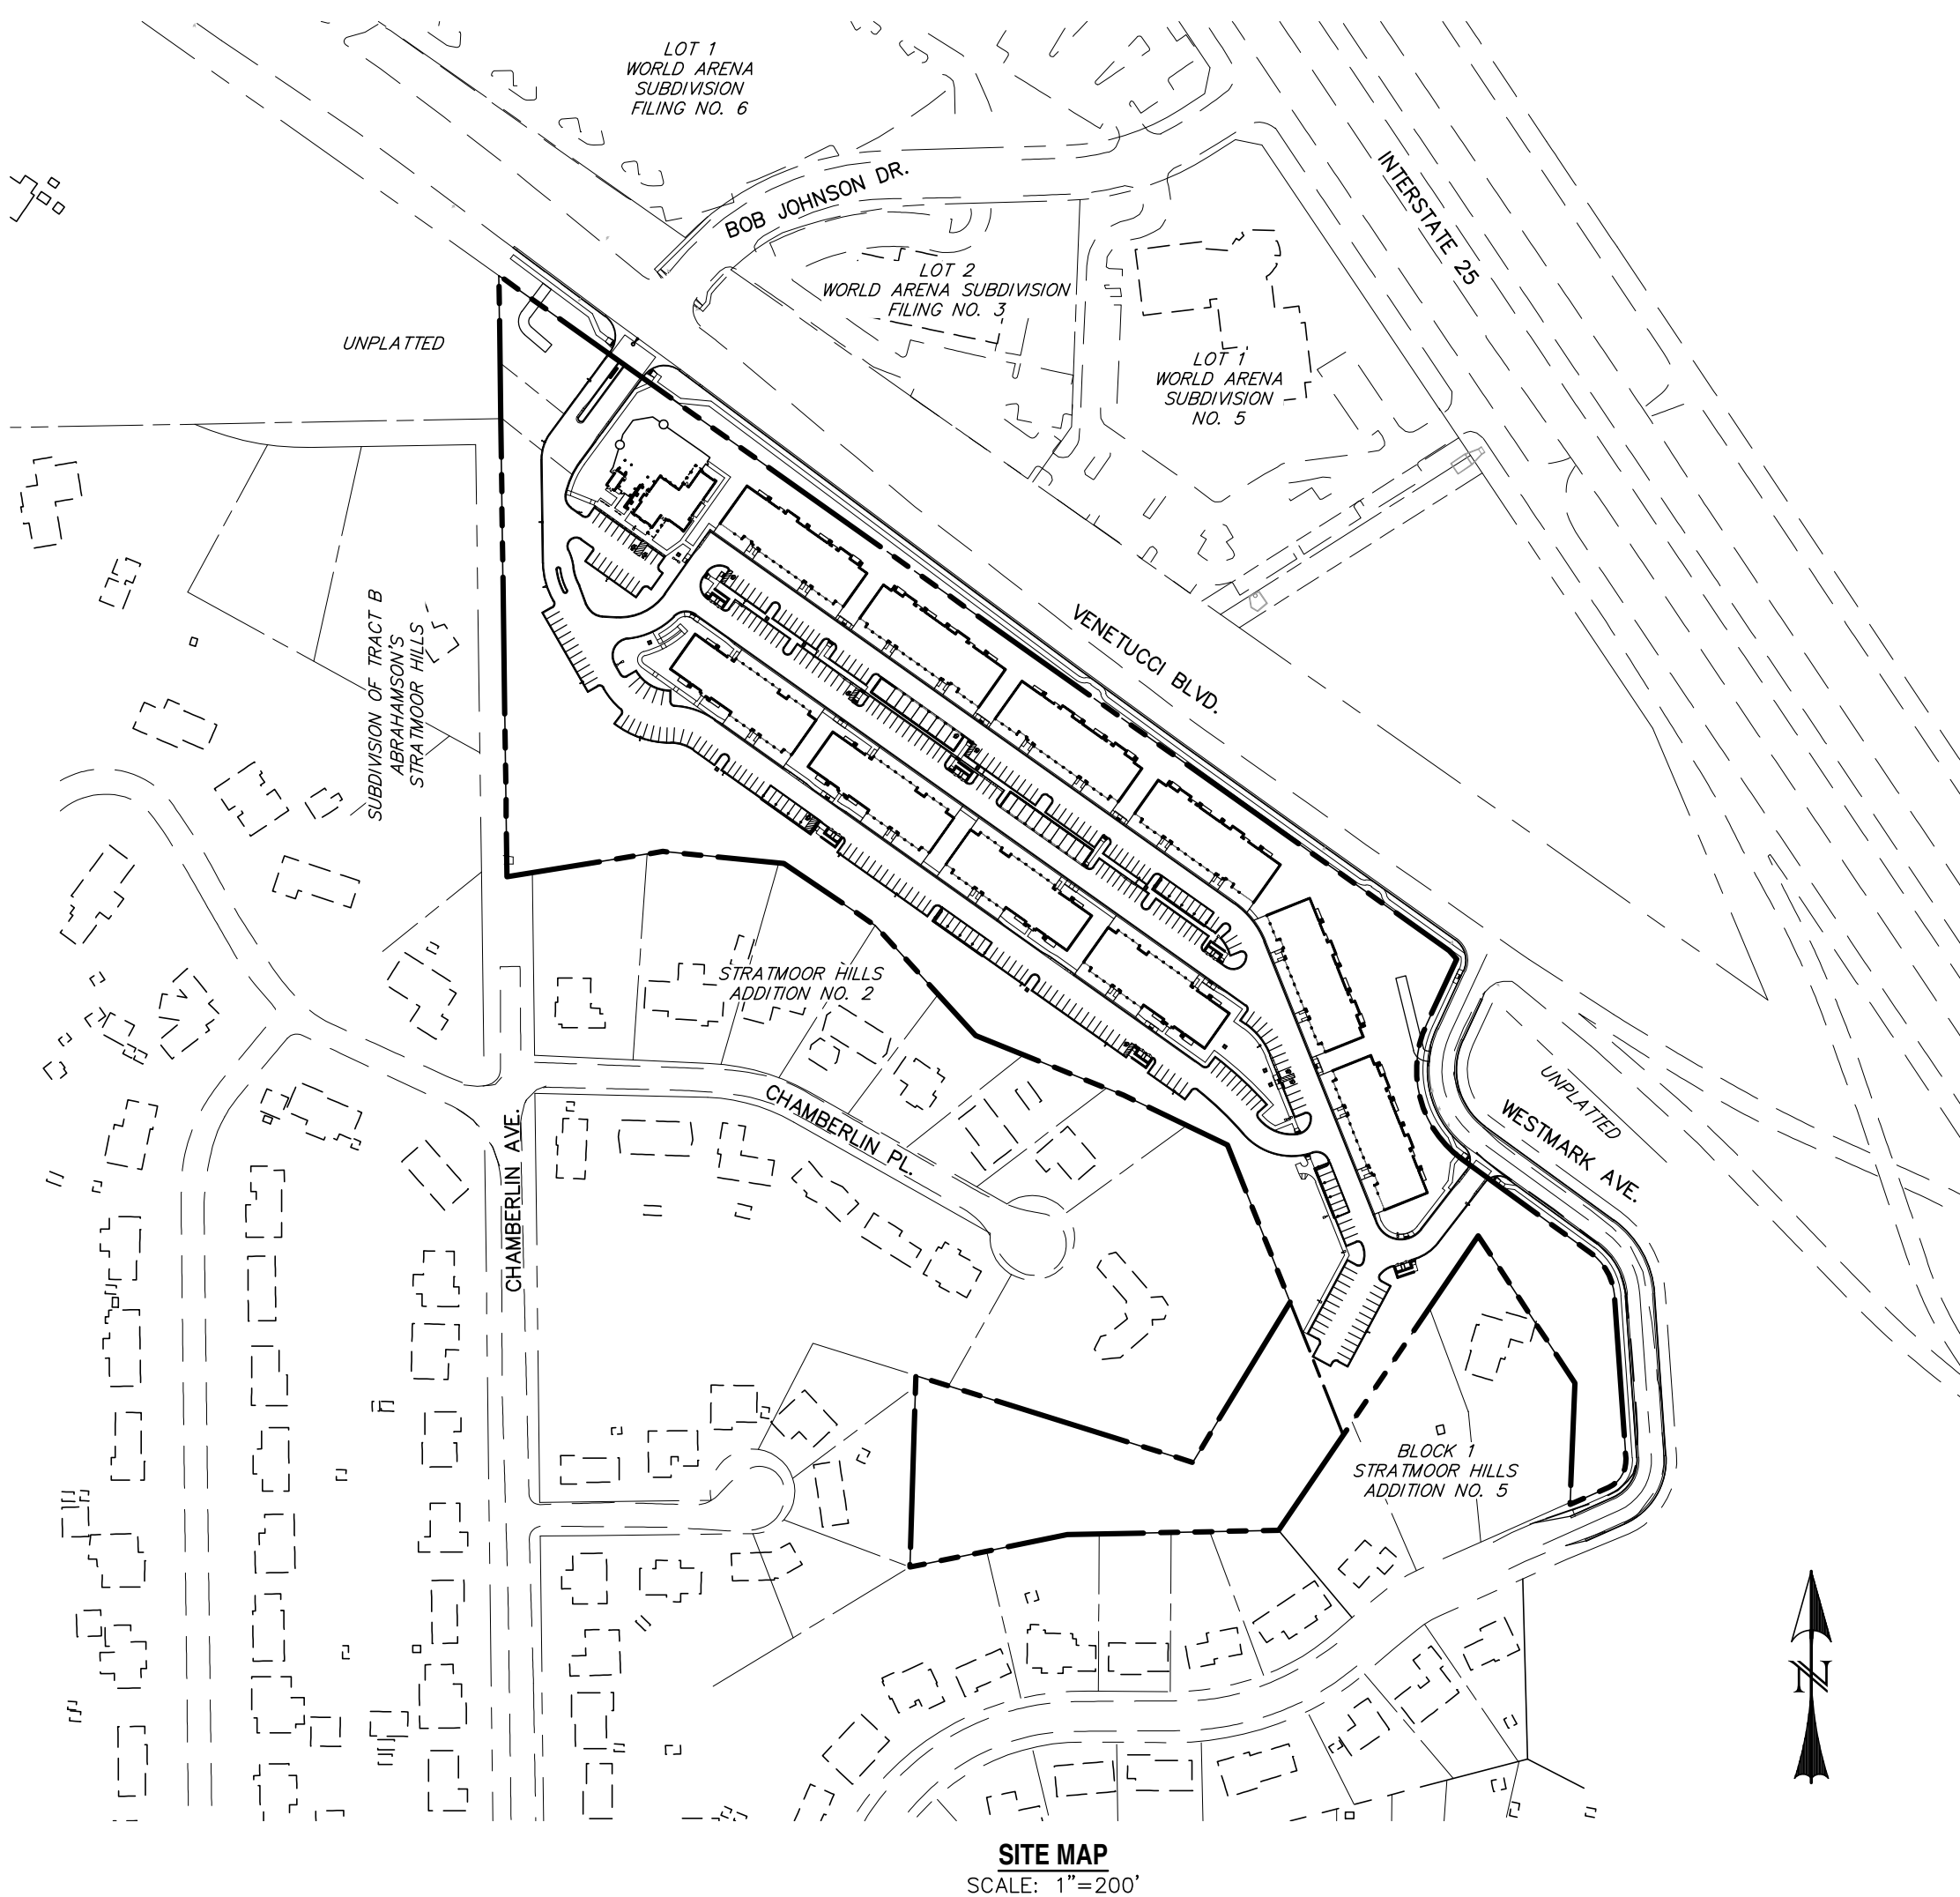 LOT 1
WORLD ARENA
SUBDIVISION
FILING NO. 6
BOB JOHNSON DR.
INTERSTATE 25
LOT 2
WORLD ARENA SUBDIVISION
FILING NO. 3
UNPLATTED
LOT 1
WORLD ARENA
SUBDIVISION
NO. 5
SUBDIVISION OF TRACT B
ABRAHAMSON'S
STRATMOOR HILLS
VENETUCCI BLVD.
STRATMOOR HILLS
ADDITION NO. 2
UNPLATTED
WESTMARK AVE.
CHAMBERLIN PL.
CHAMBERLIN AVE.
BLOCK 1
STRATMOOR HILLS
ADDITION NO. 5
N
SITE MAP
SCALE: 1"=200'